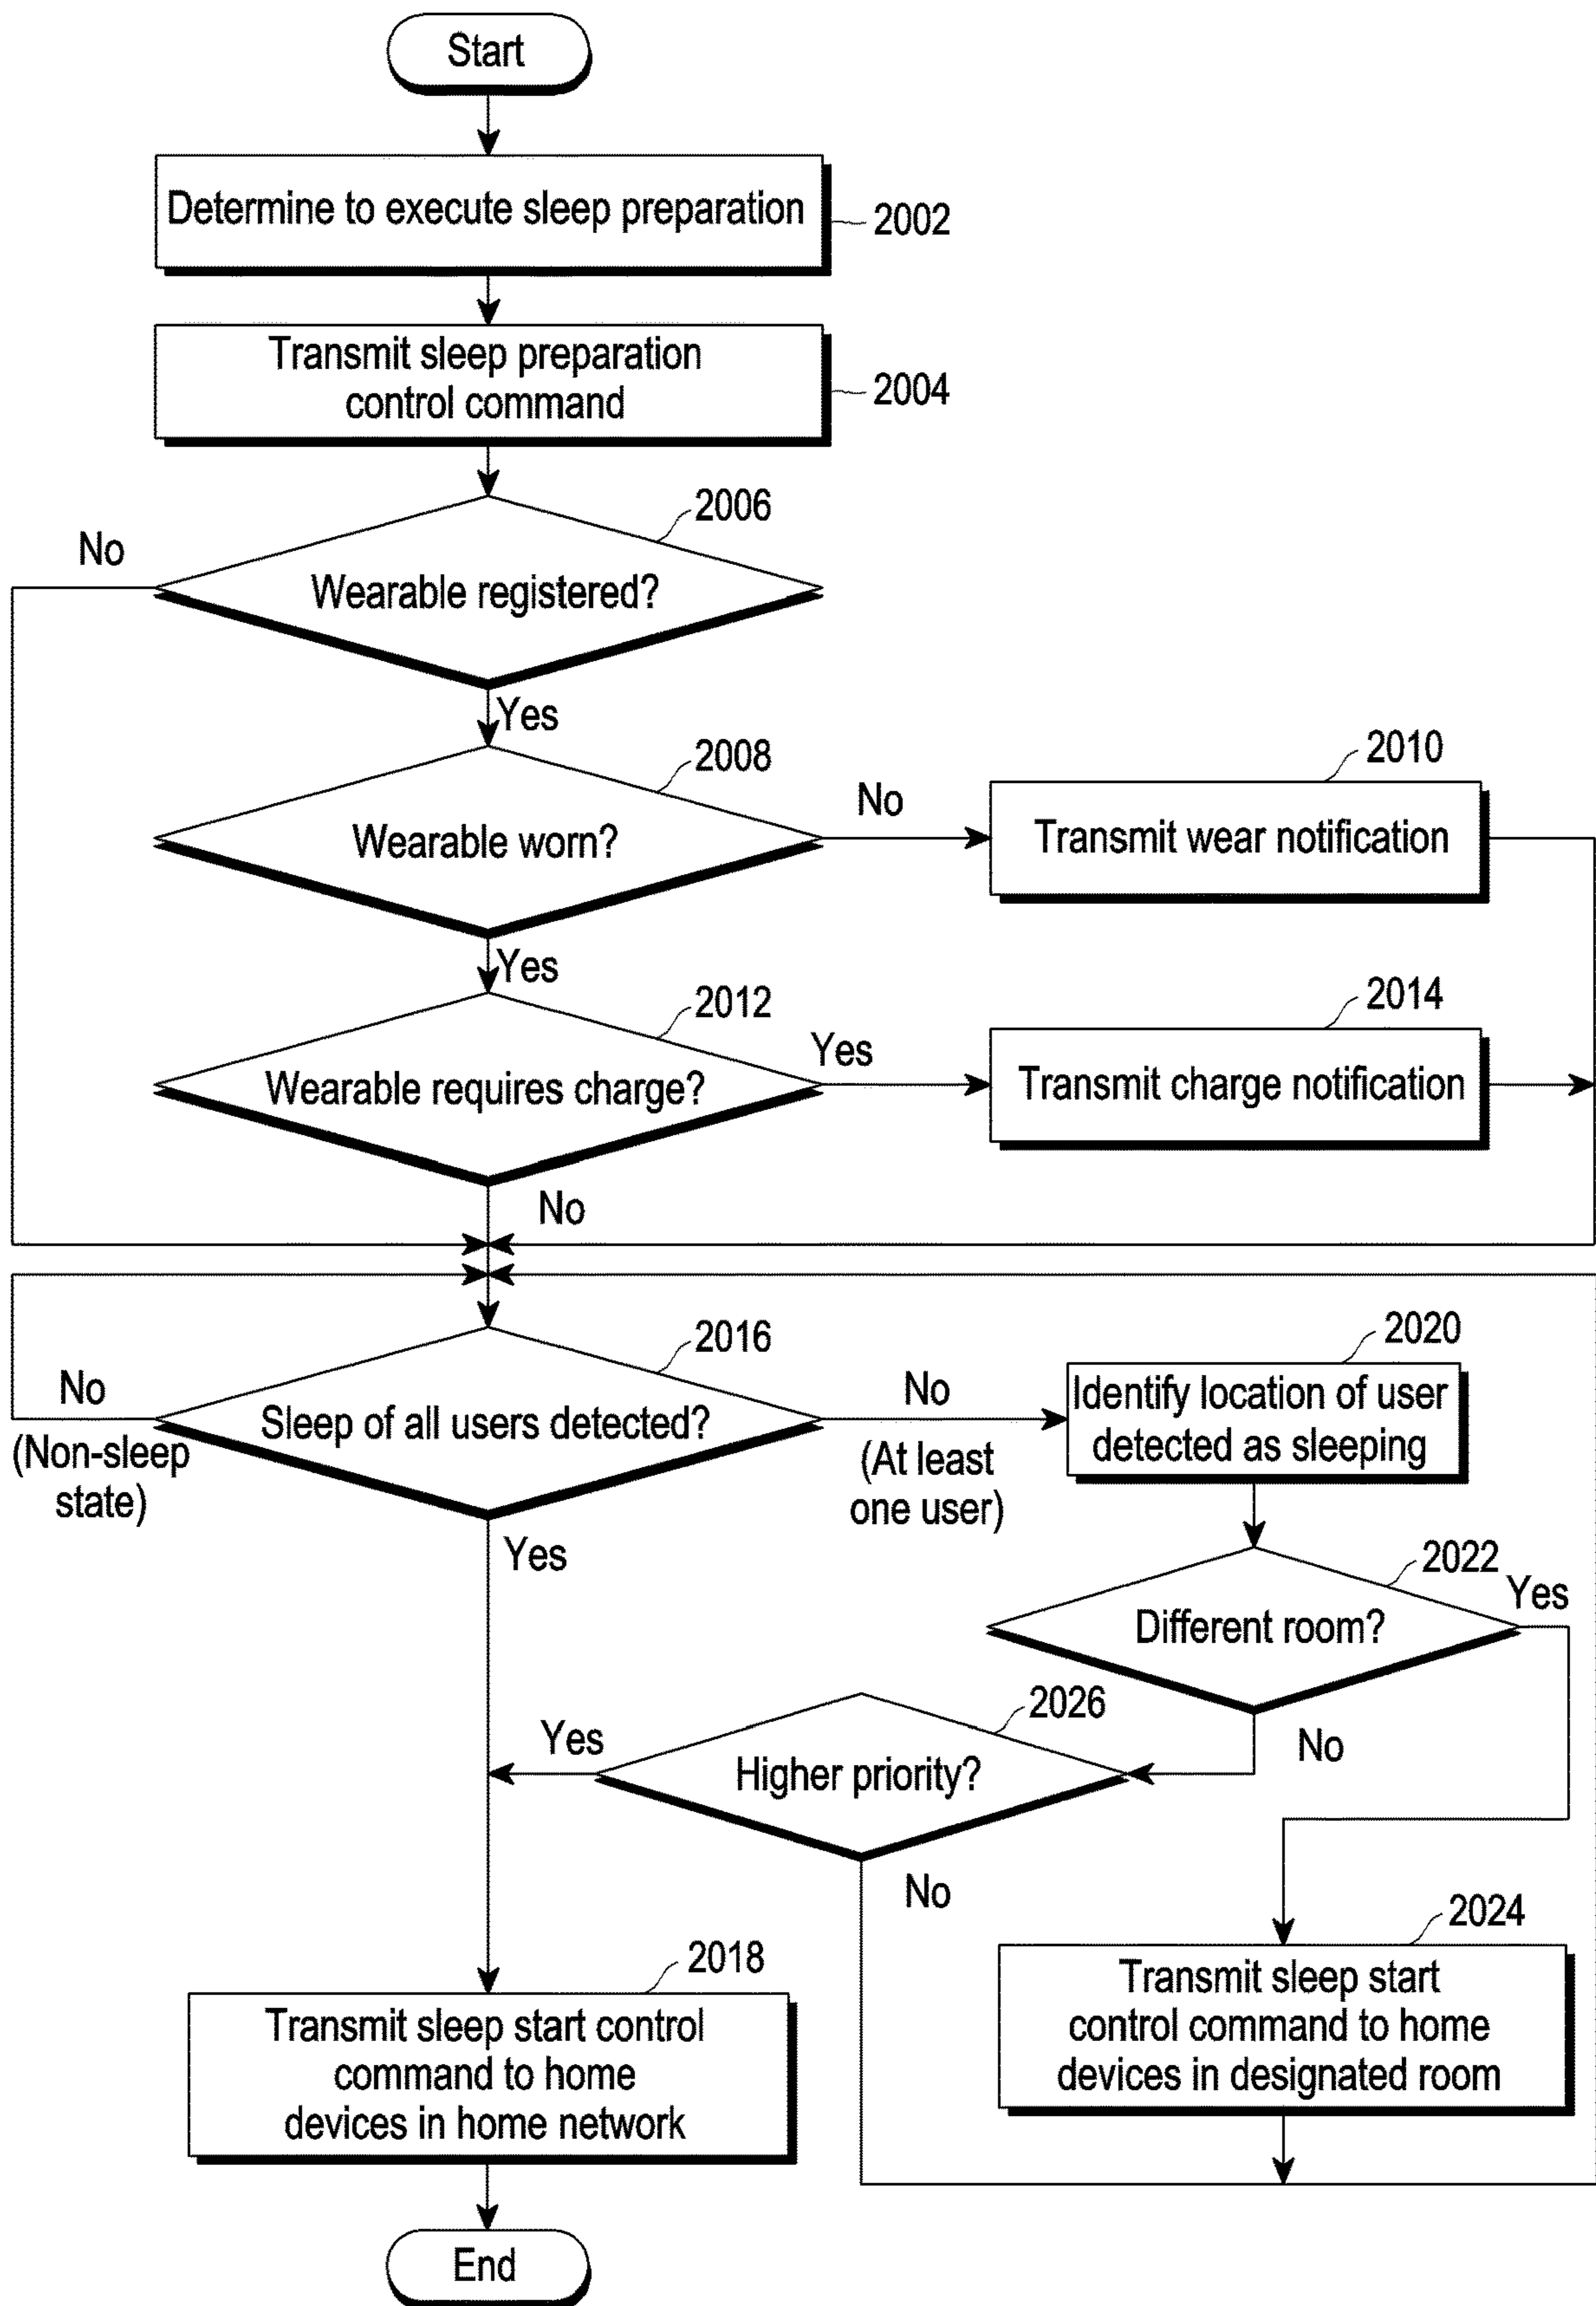 Start
Determine to execute sleep preparation
2002
Transmit sleep preparation
control command
2004
2006
No
Wearable registered?
Yes
2008
2010
No
Wearable worn?
Transmit wear notification
Yes
2012
2014
Yes
Wearable requires charge?
Transmit charge notification
No
2016
2020
No
Sleep of all users detected?
No
Identify location of user
detected as sleeping
(Non-sleep
state)
(At least
one user)
Yes
2022
Yes
Different room?
2026
Yes
No
Higher priority?
No
2024
2018
Transmit sleep start
control command to home
devices in designated room
Transmit sleep start control
command to home
devices in home network
End